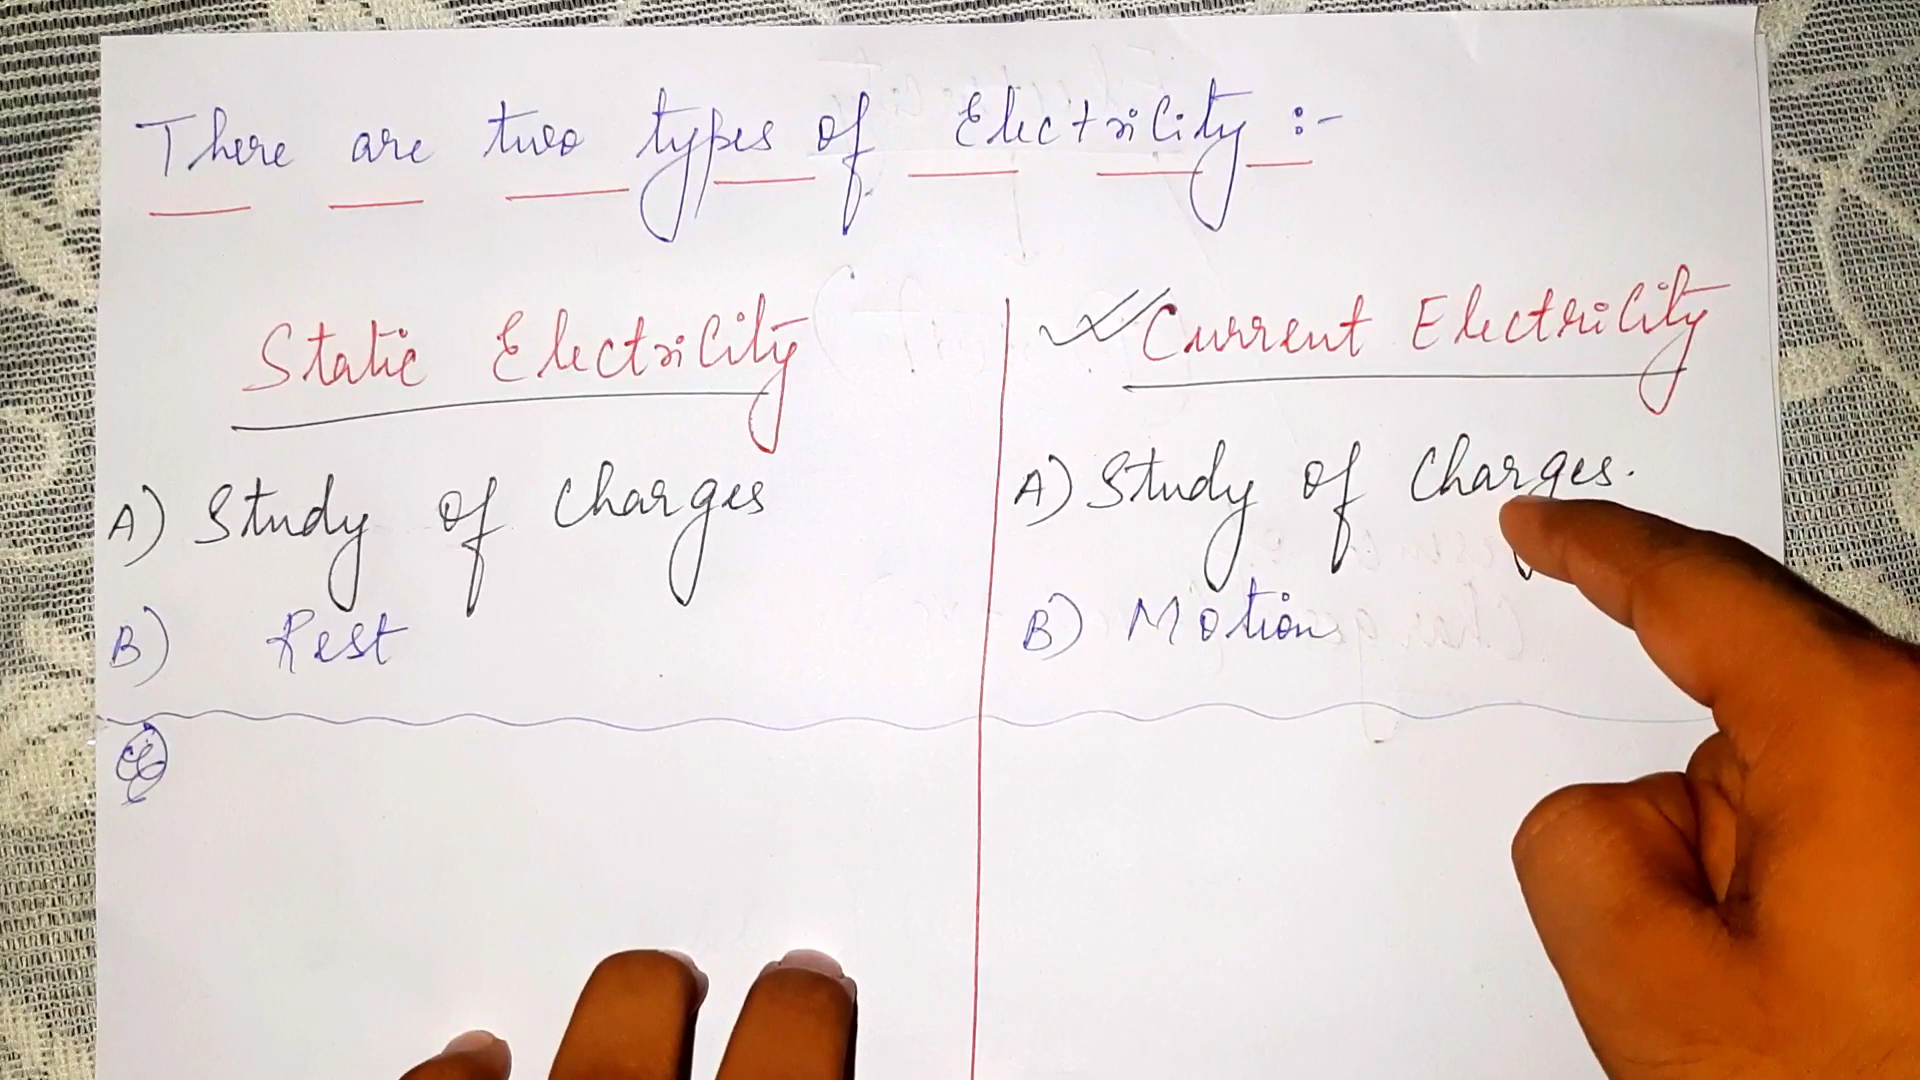 There are two types of Electricity :-
Static Electricity
A) Study of Charges
B) Rest
Current Electricity
A) Study of Charges.
B) Motion